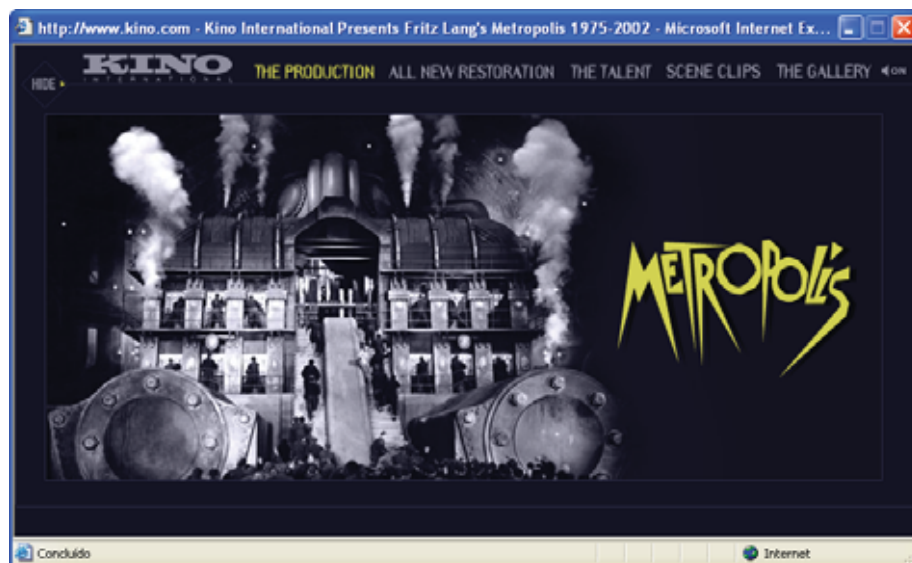 http://www.kino.com - Kino International Presents Fritz Lang's Metropolis 1975-2002 - Microsoft Internet Ex...
KINO
INTERNATIONAL
HIDE
THE PRODUCTION ALL NEW RESTORATION THE TALENT SCENE CLIPS THE GALLERY ON
METROPOLiS
Concluído Internet